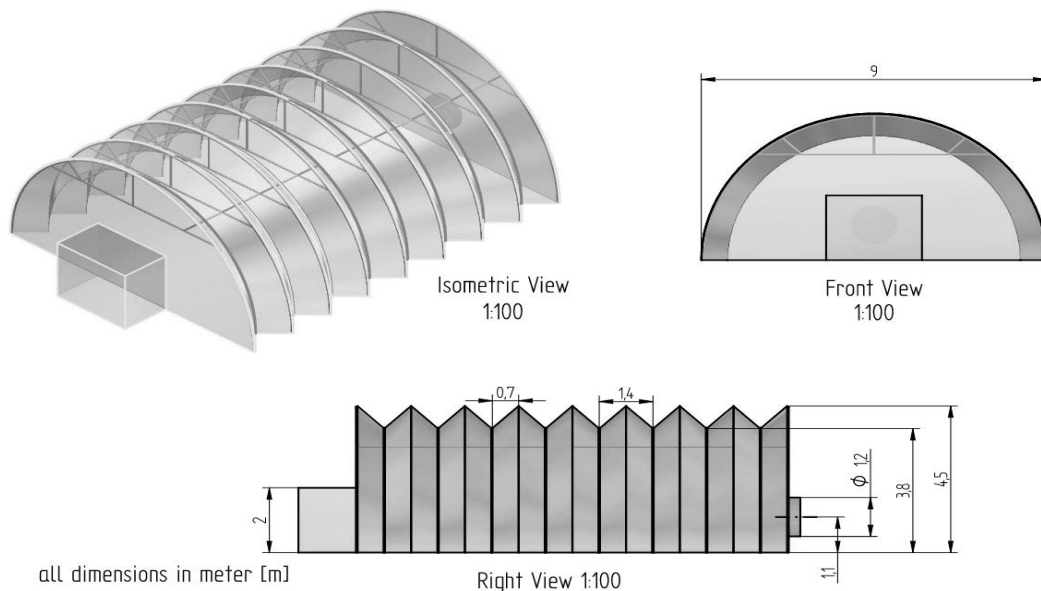 9
Isometric View
1:100
Front View
1:100
0,7
1,4
2
ϕ 1,2
3,8
4,5
1,1
all dimensions in meter [m]
Right View 1:100